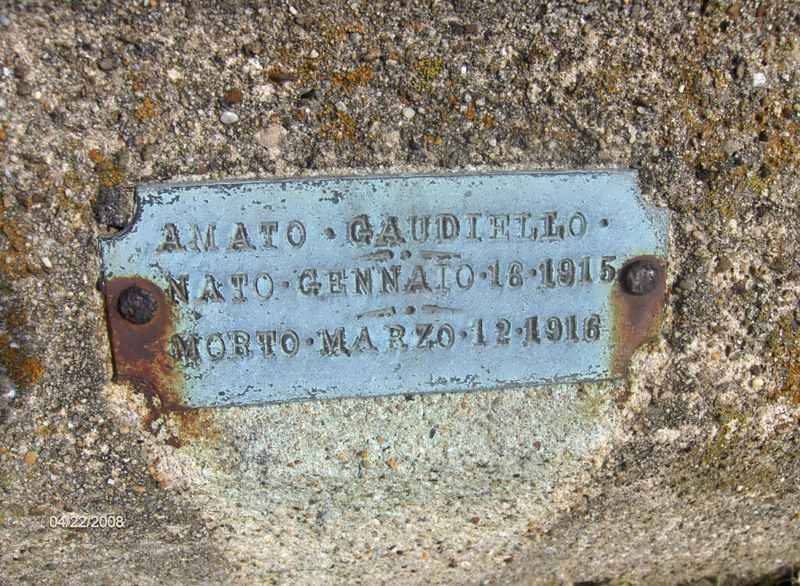 AMATO · GAUDIELLO ·
NATO · GENNAIO · 16 · 1915
MORTO · MARZO · 12 · 1916
04/22/2008